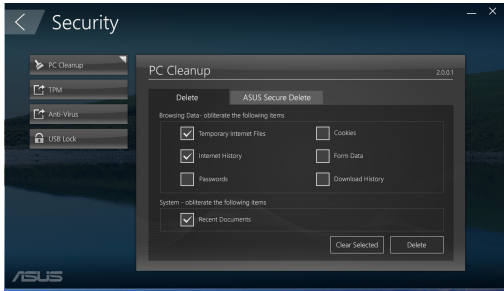 Security
PC Cleanup
TPM
Anti-Virus
USB Lock
PC Cleanup 2.0.0.1
Delete ASUS Secure Delete
Browsing Data- obliterate the following items
Temporary Internet Files Cookies
Internet History Form Data
Passwords Download History
System - obliterate the following items
Recent Documents
Clear Selected Delete
ASUS